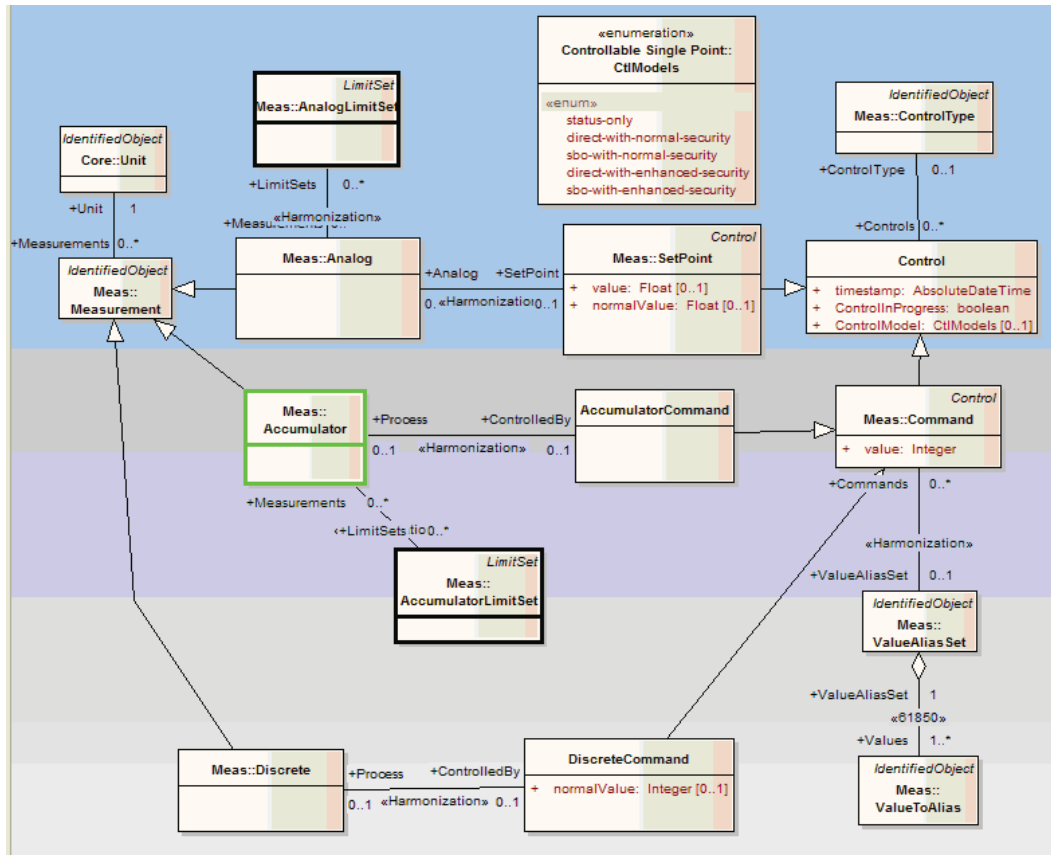 «enumeration»
Controllable Single Point::
CtlModels
«enum»
status-only
direct-with-normal-security
sbo-with-normal-security
direct-with-enhanced-security
sbo-with-enhanced-security
LimitSet
Meas::AnalogLimitSet
IdentifiedObject
Meas::ControlType
IdentifiedObject
Core::Unit
+LimitSets 0..*
+ControlType 0..1
+Unit 1
«Harmonization»
+Controls 0..*
+Measurements 0..*
IdentifiedObject
Meas::
Measurement
Meas::Analog
+Analog +SetPoint
«Harmonization 0..1
Control
Meas::SetPoint
+ value: Float [0..1]
+ normalValue: Float [0..1]
Control
+ timestamp: AbsoluteDateTime
+ ControlInProgress: boolean
+ ControlModel: CtlModels [0..1]
Meas::
Accumulator
+Process +ControlledBy
0..1 «Harmonization» 0..1
AccumulatorCommand
Control
Meas::Command
+ value: Integer
+Measurements 0..*
+Commands 0..*
+LimitSets 0..*
«Harmonization»
LimitSet
Meas::
AccumulatorLimitSet
+ValueAliasSet 0..1
IdentifiedObject
Meas::
ValueAliasSet
+ValueAliasSet 1
«61850»
+Values 1..*
Meas::Discrete
+Process +ControlledBy
0..1 «Harmonization» 0..1
DiscreteCommand
+ normalValue: Integer [0..1]
IdentifiedObject
Meas::
ValueToAlias